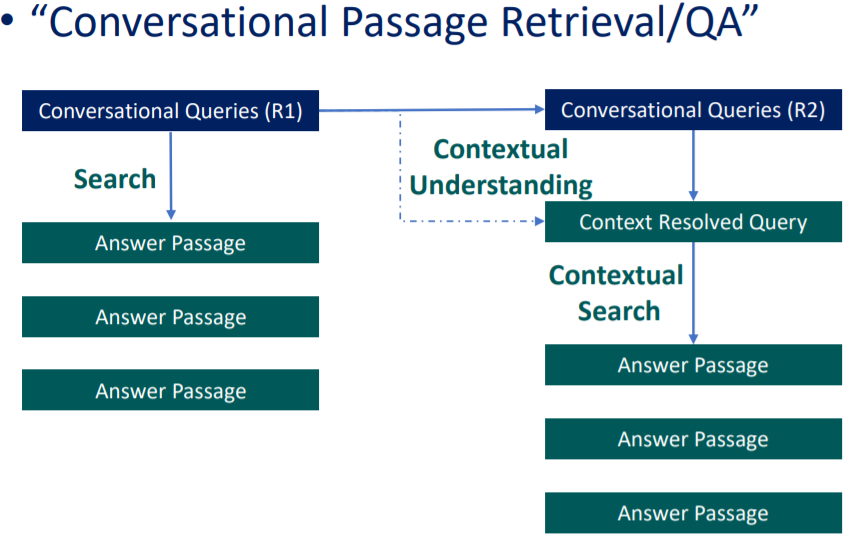 • “Conversational Passage Retrieval/QA”
Conversational Queries (R1)
Conversational Queries (R2)
Search
Contextual
Understanding
Answer Passage
Context Resolved Query
Answer Passage
Contextual
Search
Answer Passage
Answer Passage
Answer Passage
Answer Passage